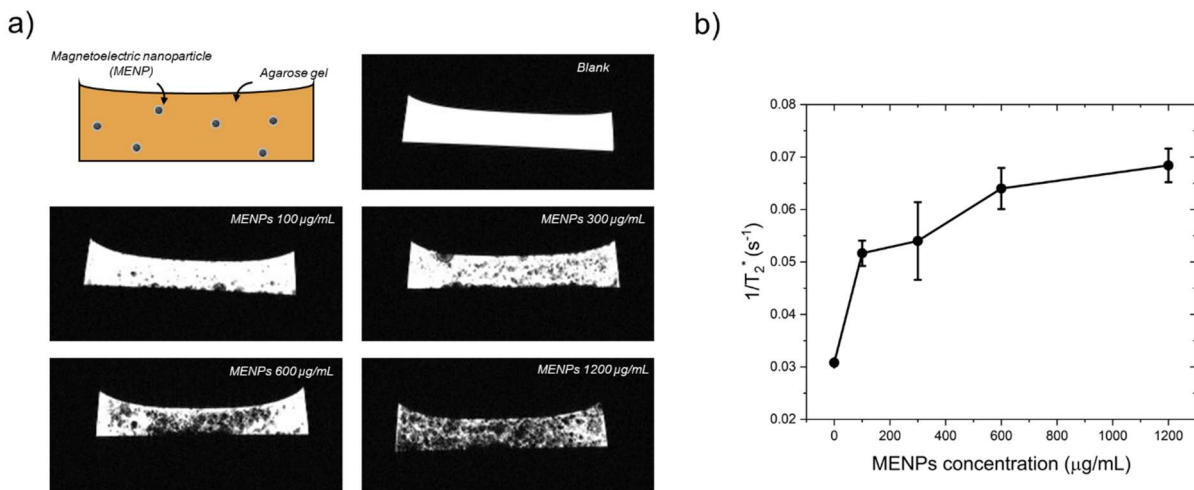 a)
Magnetoelectric nanoparticle
(MENP)
Agarose gel
Blank
MENPs 100 µg/mL
MENPs 300 µg/mL
MENPs 600 µg/mL
MENPs 1200 µg/mL
b)
1/T₂* (s⁻¹)
0.08
0.07
0.06
0.05
0.04
0.03
0.02
0 200 400 600 800 1000 1200
MENPs concentration (µg/mL)